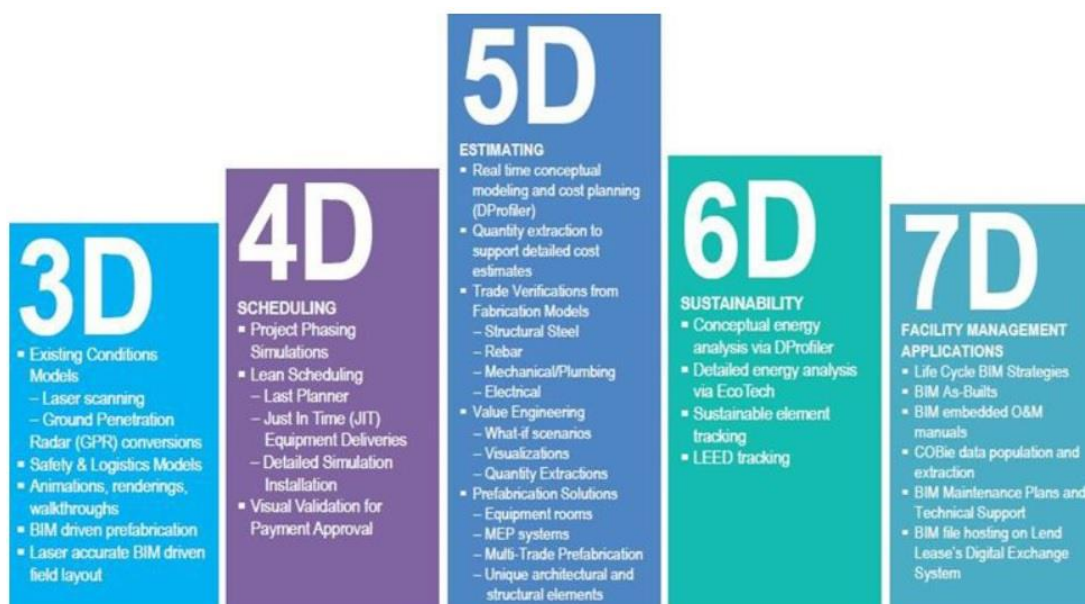 3D
▪ Existing Conditions
Models
– Laser scanning
– Ground Penetration
Radar (GPR) conversions
▪ Safety & Logistics Models
▪ Animations, renderings,
walkthroughs
▪ BIM driven prefabrication
▪ Laser accurate BIM driven
field layout
4D
SCHEDULING
▪ Project Phasing
Simulations
▪ Lean Scheduling
– Last Planner
– Just In Time (JIT)
Equipment Deliveries
– Detailed Simulation
Installation
▪ Visual Validation for
Payment Approval
5D
ESTIMATING
▪ Real time conceptual
modeling and cost planning
(DProfiler)
▪ Quantity extraction to
support detailed cost
estimates
▪ Trade Verifications from
Fabrication Models
– Structural Steel
– Rebar
– Mechanical/Plumbing
– Electrical
▪ Value Engineering
– What-if scenarios
– Visualizations
– Quantity Extractions
▪ Prefabrication Solutions
– Equipment rooms
– MEP systems
– Multi-Trade Prefabrication
– Unique architectural and
structural elements
6D
SUSTAINABILITY
▪ Conceptual energy
analysis via DProfiler
▪ Detailed energy analysis
via EcoTech
▪ Sustainable element
tracking
▪ LEED tracking
7D
FACILITY MANAGEMENT
APPLICATIONS
▪ Life Cycle BIM Strategies
▪ BIM As-Builts
▪ BIM embedded O&M
manuals
▪ COBie data population and
extraction
▪ BIM Maintenance Plans and
Technical Support
▪ BIM file hosting on Lend
Lease's Digital Exchange
System